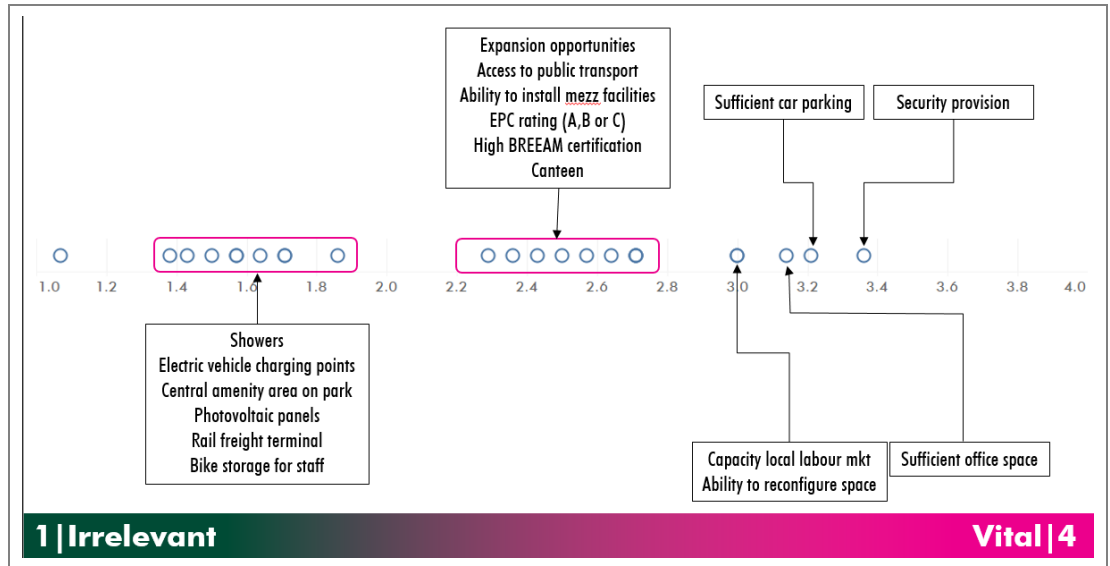 Expansion opportunities
Access to public transport
Ability to install mezz facilities
EPC rating (A,B or C)
High BREEAM certification
Canteen
Sufficient car parking
Security provision
1.0 1.2 1.4 1.6 1.8 2.0 2.2 2.4 2.6 2.8 3.0 3.2 3.4 3.6 3.8 4.0
Showers
Electric vehicle charging points
Central amenity area on park
Photovoltaic panels
Rail freight terminal
Bike storage for staff
Capacity local labour mkt
Ability to reconfigure space
Sufficient office space
1|Irrelevant
Vital|4